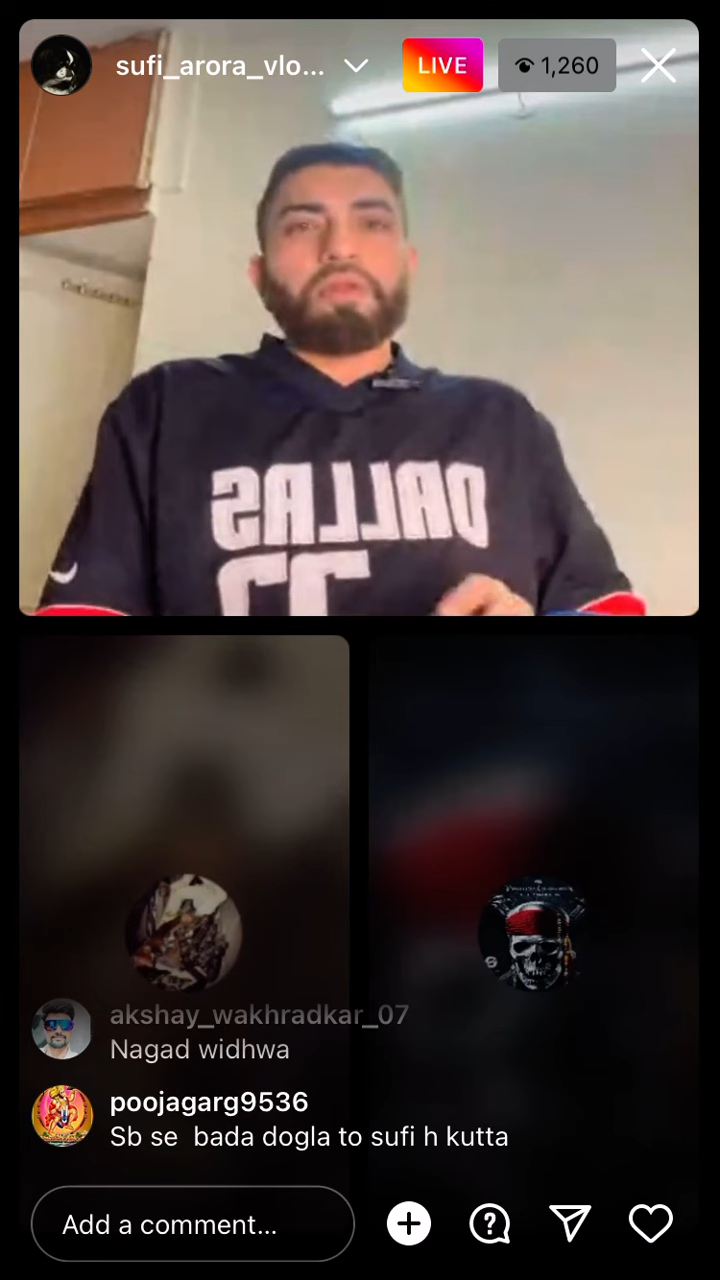 sufi_arora_vlo...
LIVE
1,260
DALLAS
akshay_wakhradkar_07
Nagad widhwa
poojagarg9536
Sb se bada dogla to sufi h kutta
Add a comment...